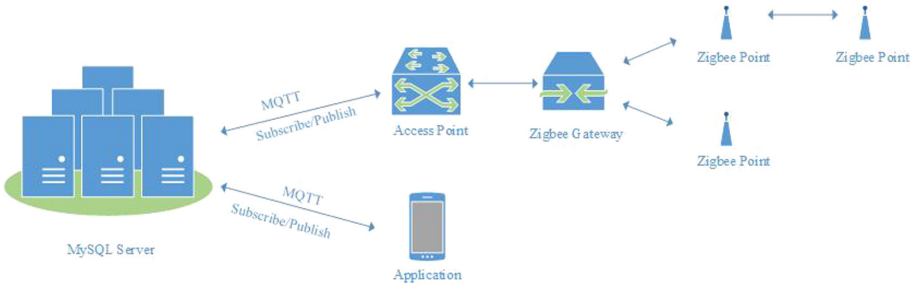 Zigbee Point
Zigbee Point
MQTT
Subscribe/Publish
Access Point
Zigbee Gateway
Zigbee Point
MQTT
Subscribe/Publish
MySQL Server
Application